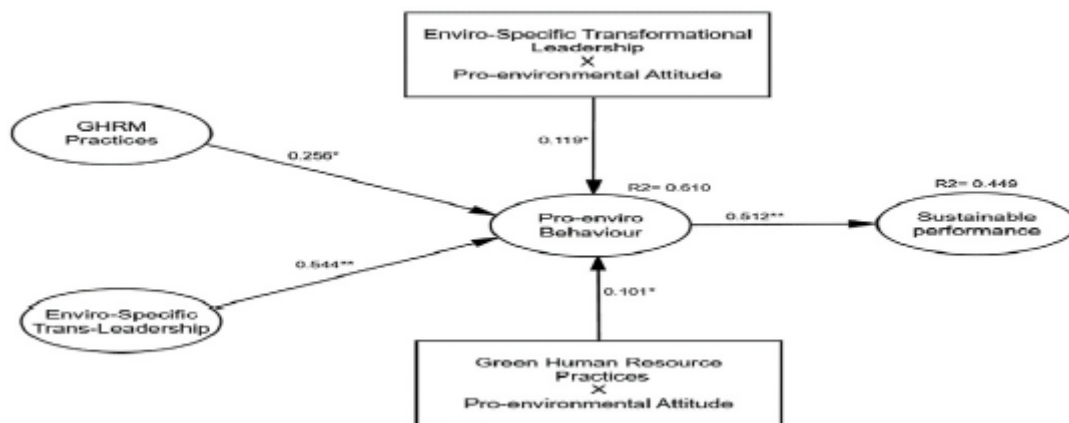 Enviro-Specific Transformational
Leadership
X
Pro-environmental Attitude
GHRM
Practices
0.256*
0.119*
R2= 0.610
R2= 0.449
Pro-enviro
Behaviour
0.512**
Sustainable
performance
0.544**
Enviro-Specific
Trans-Leadership
0.101*
Green Human Resource
Practices
X
Pro-environmental Attitude